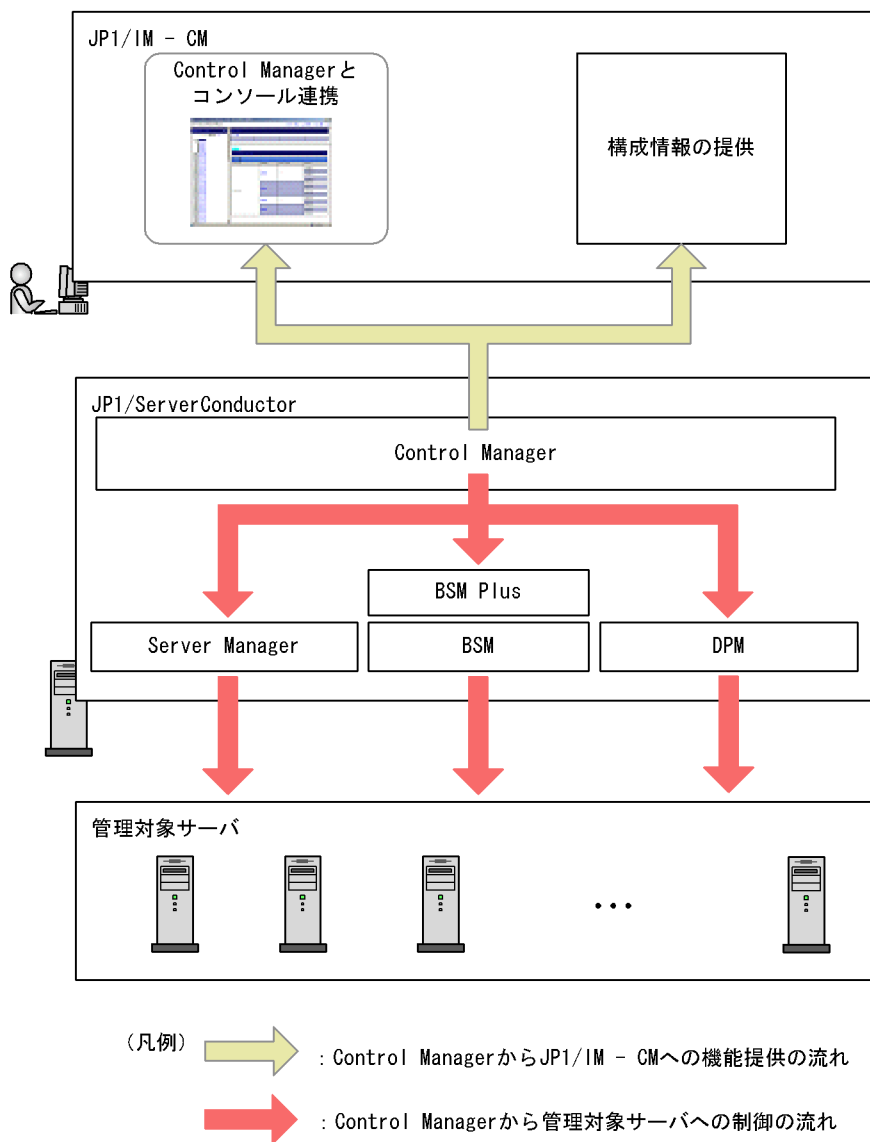 JP1/IM - CM
Control Managerと
コンソール連携
構成情報の提供
JP1/ServerConductor
Control Manager
BSM Plus
Server Manager
BSM
DPM
管理対象サーバ
...
(凡例)
：Control ManagerからJP1/IM - CMへの機能提供の流れ
：Control Managerから管理対象サーバへの制御の流れ